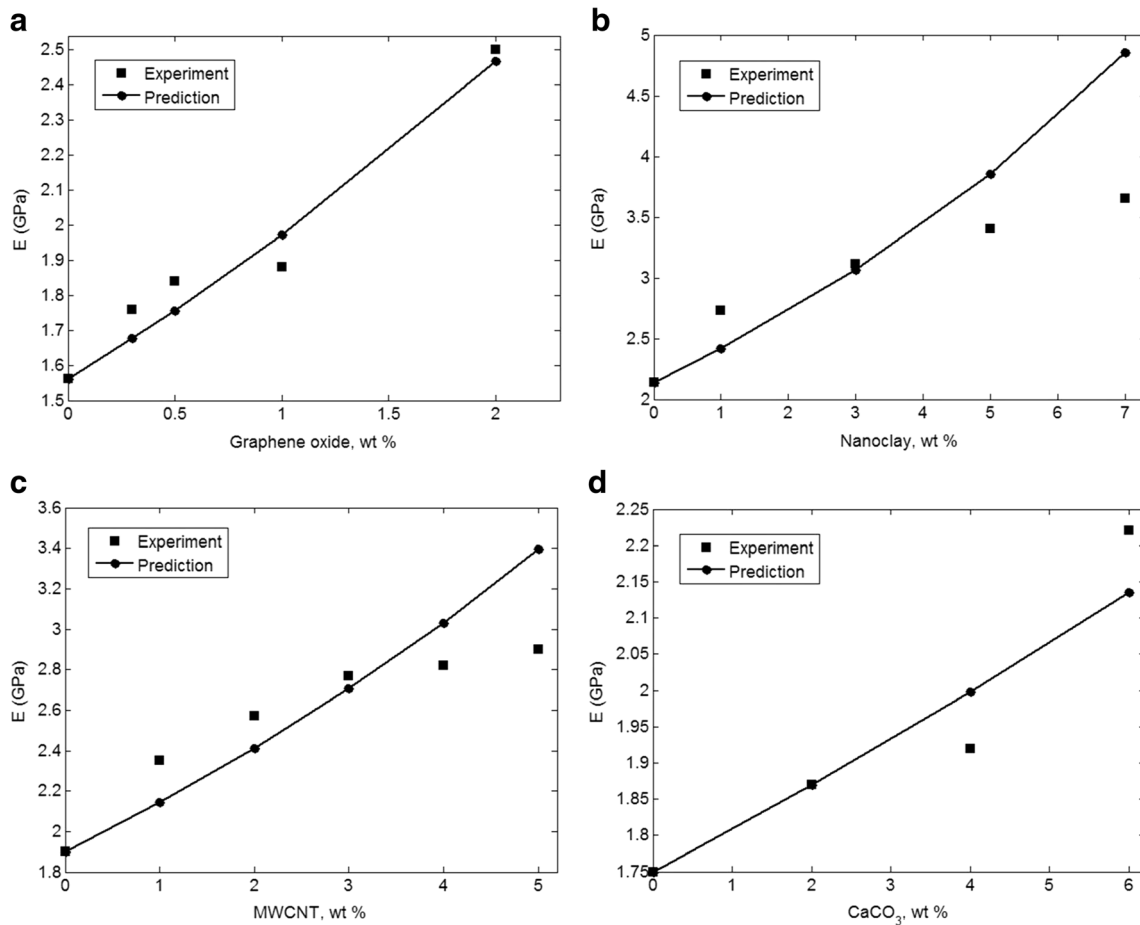 a
2.5
2.4
2.3
2.2
2.1
2
1.9
1.8
1.7
1.6
1.5
E (GPa)
Experiment
Prediction
0 0.5 1 1.5 2
Graphene oxide, wt %
b
5
4.5
4
3.5
3
2.5
2
E (GPa)
Experiment
Prediction
0 1 2 3 4 5 6 7
Nanoclay, wt %
c
3.6
3.4
3.2
3
2.8
2.6
2.4
2.2
2
1.8
E (GPa)
Experiment
Prediction
0 1 2 3 4 5
MWCNT, wt %
d
2.25
2.2
2.15
2.1
2.05
2
1.95
1.9
1.85
1.8
1.75
E (GPa)
Experiment
Prediction
0 1 2 3 4 5 6
CaCO₃, wt %